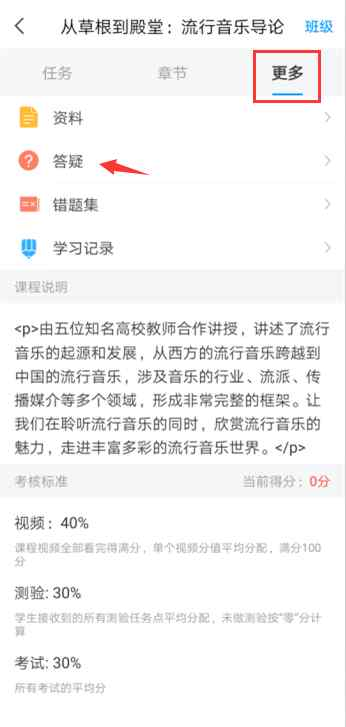 从草根到殿堂：流行音乐导论 班级
任务 章节 更多
资料
答疑
错题集
学习记录
课程说明
<p>由五位知名高校教师合作讲授，讲述了流行
音乐的起源和发展，从西方的流行音乐跨越到
中国的流行音乐，涉及音乐的行业、流派、传
播媒介等多个领域，形成非常完整的框架。让
我们在聆听流行音乐的同时，欣赏流行音乐的
魅力，走进丰富多彩的流行音乐世界。</p>
考核标准 当前得分：0分
视频：40%
课程视频全部看完得满分，单个视频分值平均分配，满分100
分
测验: 30%
学生接收到的所有测验任务点平均分配，未做测验按"零"分计
算
考试: 30%
所有考试的平均分